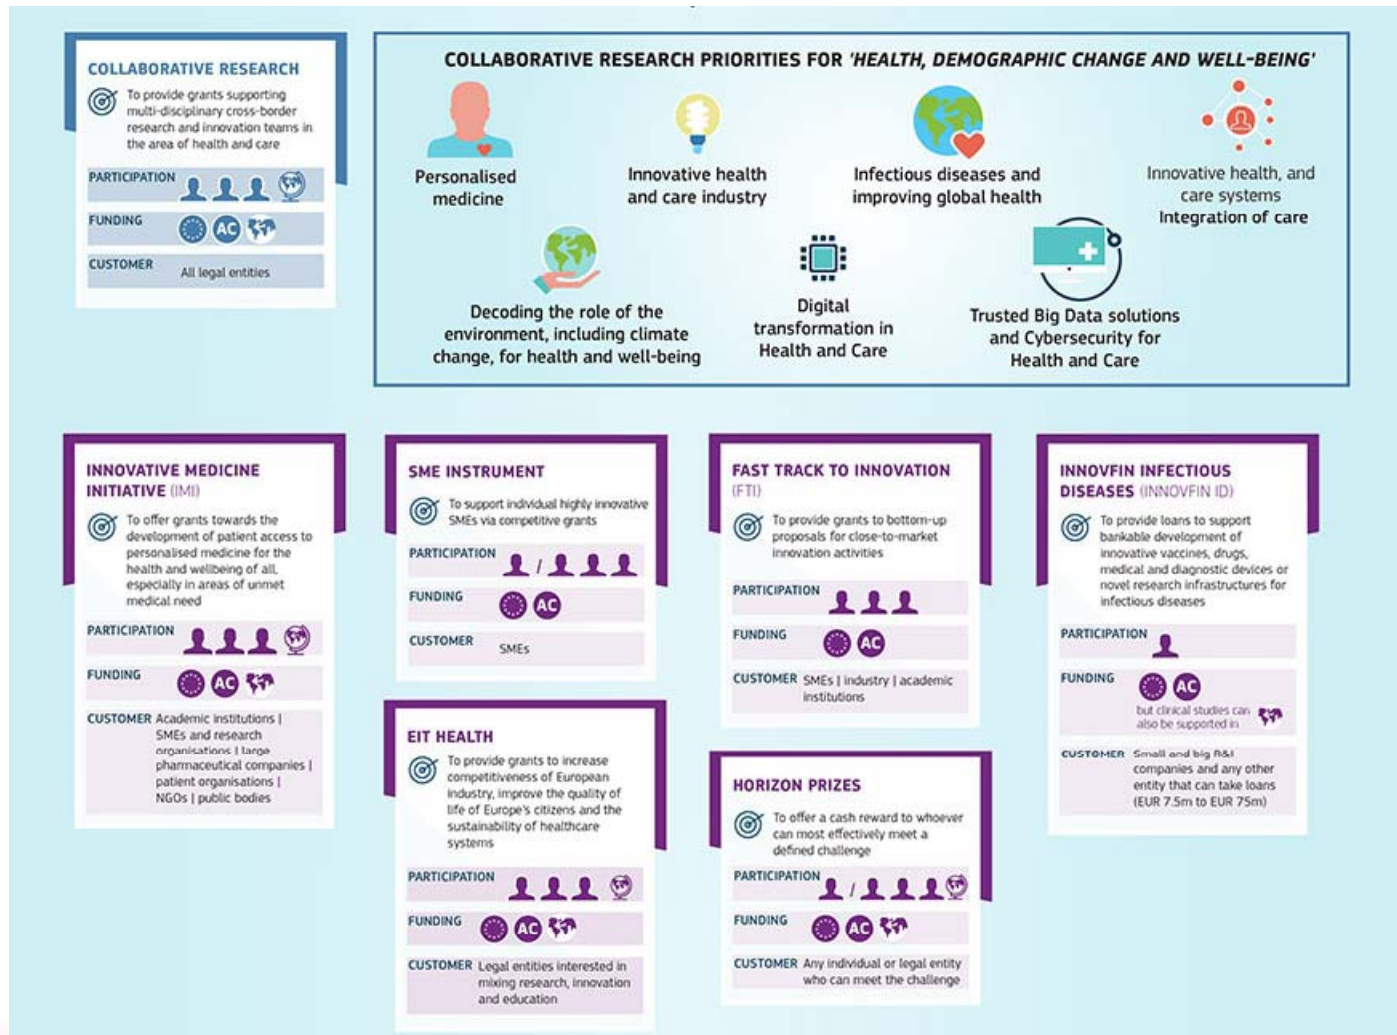 COLLABORATIVE RESEARCH
To provide grants supporting
multi-disciplinary cross-border
research and innovation teams in
the area of health and care
PARTICIPATION
FUNDING
AC
CUSTOMER
All legal entities
COLLABORATIVE RESEARCH PRIORITIES FOR 'HEALTH, DEMOGRAPHIC CHANGE AND WELL-BEING'
Personalised
medicine
Innovative health
and care industry
Infectious diseases and
improving global health
Innovative health, and
care systems
Integration of care
Decoding the role of the
environment, including climate
change, for health and well-being
Digital
transformation in
Health and Care
Trusted Big Data solutions
and Cybersecurity for
Health and Care
INNOVATIVE MEDICINE
INITIATIVE (IMI)
To offer grants towards the
development of patient access to
personalised medicine for the
health and wellbeing of all,
especially in areas of unmet
medical need
PARTICIPATION
FUNDING
AC
CUSTOMER Academic institutions |
SMEs and research
organisations | large
pharmaceutical companies |
patient organisations |
NGOs | public bodies
SME INSTRUMENT
To support individual highly innovative
SMEs via competitive grants
PARTICIPATION
/
FUNDING
AC
CUSTOMER
SMEs
EIT HEALTH
To provide grants to increase
competitiveness of European
industry, improve the quality of
life of Europe's citizens and the
sustainability of healthcare
systems
PARTICIPATION
FUNDING
AC
CUSTOMER Legal entities interested in
mixing research, innovation
and education
FAST TRACK TO INNOVATION
(FTI)
To provide grants to bottom-up
proposals for close-to-market
innovation activities
PARTICIPATION
FUNDING
AC
CUSTOMER SMEs | industry | academic
institutions
HORIZON PRIZES
To offer a cash reward to whoever
can most effectively meet a
defined challenge
PARTICIPATION
/
FUNDING
AC
CUSTOMER Any individual or legal entity
who can meet the challenge
INNOVFIN INFECTIOUS
DISEASES (INNOVFIN ID)
To provide loans to support
bankable development of
innovative vaccines, drugs,
medical and diagnostic devices or
novel research infrastructures for
infectious diseases
PARTICIPATION
FUNDING
AC
but clinical studies can
also be supported in
CUSTOMER Small and big R&I
companies and any other
entity that can take loans
(EUR 7.5m to EUR 75m)